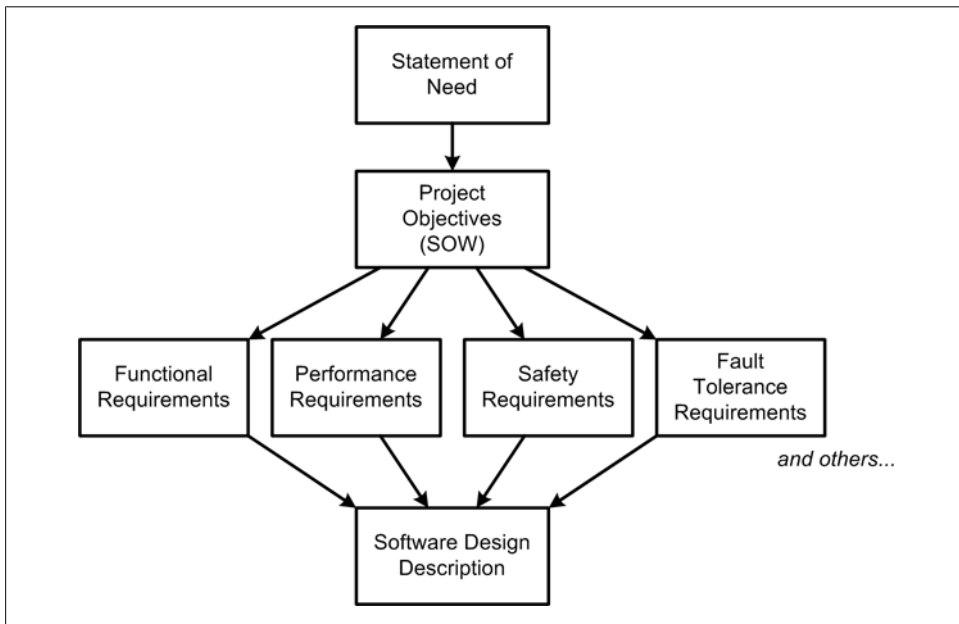 Statement of
Need
Project
Objectives
(SOW)
Functional
Requirements
Performance
Requirements
Safety
Requirements
Fault
Tolerance
Requirements
and others...
Software Design
Description